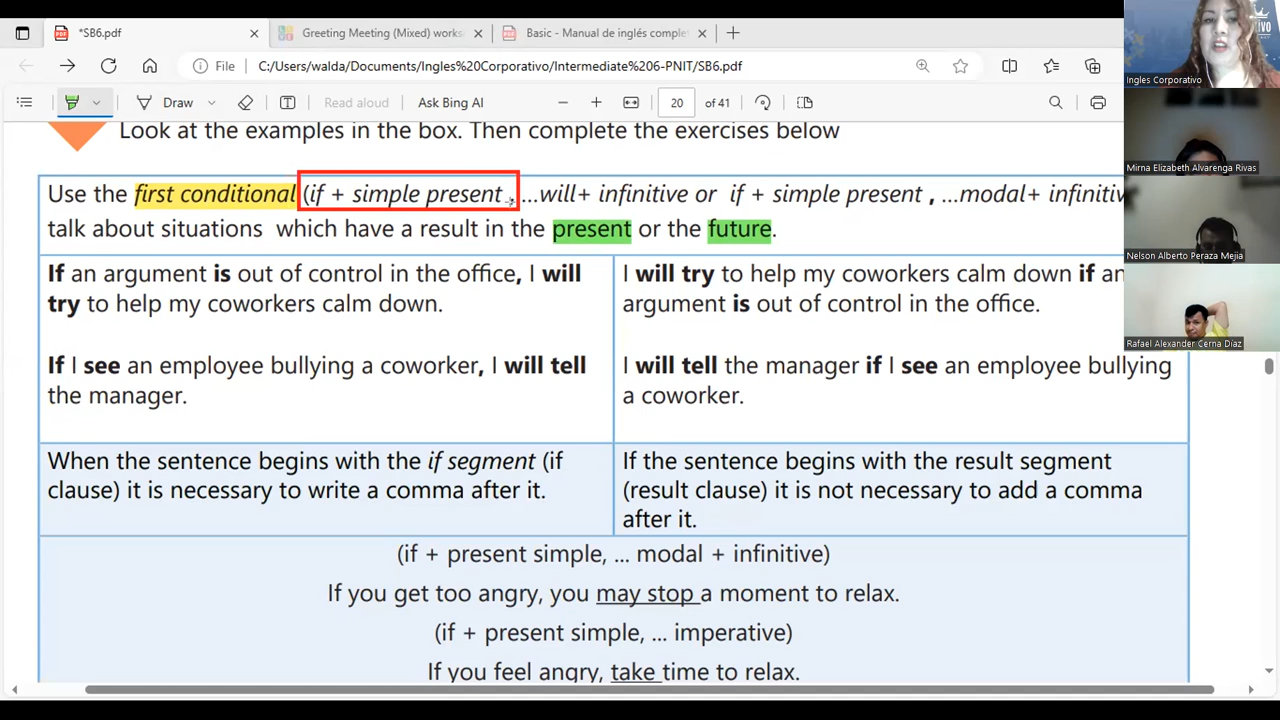 *SB6.pdf
Greeting Meeting (Mixed) works
Basic - Manual de inglés complet
File
C:/Users/walda/Documents/Ingles%20Corporativo/Intermediate%206-PNIT/SB6.pdf
Draw
Read aloud
Ask Bing AI
20 of 41
Ingles Corporativo
Mirna Elizabeth Alvarenga Rivas
Nelson Alberto Peraza Mejia
Rafael Alexander Cerna Díaz
Look at the examples in the box. Then complete the exercises below
Use the first conditional (if + simple present , ...will+ infinitive or if + simple present , ...modal+ infinitiv
talk about situations which have a result in the present or the future.
If an argument is out of control in the office, I will
try to help my coworkers calm down.
If I see an employee bullying a coworker, I will tell
the manager.
I will try to help my coworkers calm down if an
argument is out of control in the office.
I will tell the manager if I see an employee bullying
a coworker.
When the sentence begins with the if segment (if
clause) it is necessary to write a comma after it.
If the sentence begins with the result segment
(result clause) it is not necessary to add a comma
after it.
(if + present simple, ... modal + infinitive)
If you get too angry, you may stop a moment to relax.
(if + present simple, ... imperative)
If you feel angry, take time to relax.